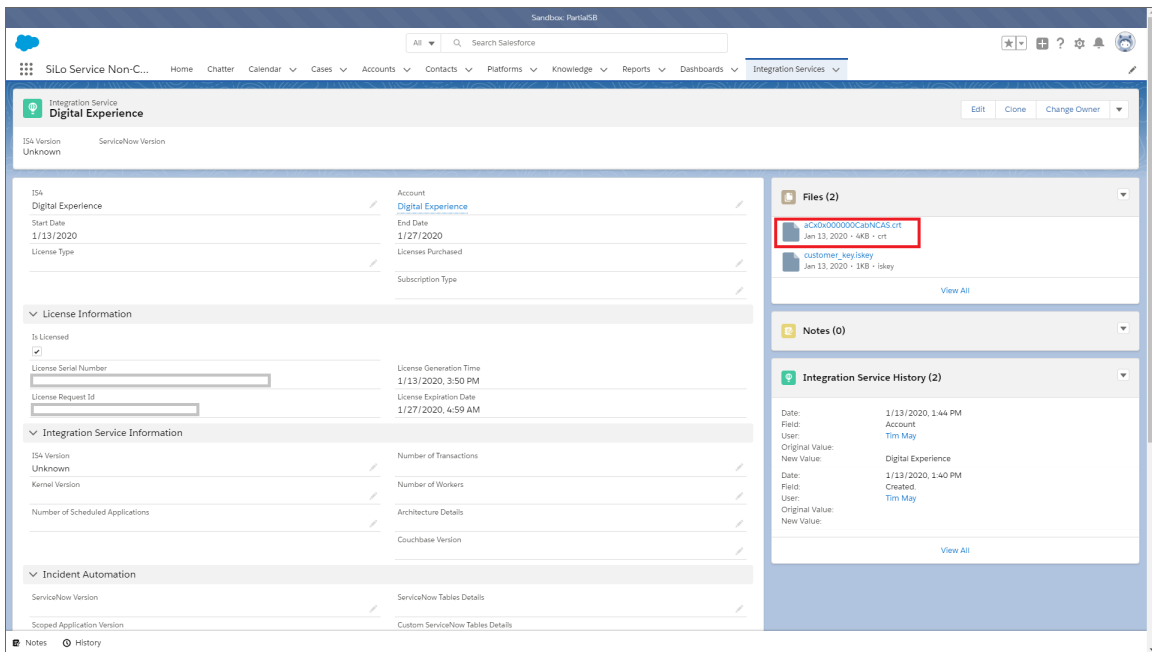 Sandbox: PartialSB
All
Search Salesforce
SiLo Service Non-C... Home Chatter Calendar Cases Accounts Contacts Platforms Knowledge Reports Dashboards Integration Services
Integration Service
Digital Experience
Edit Clone Change Owner
IS4 Version ServiceNow Version
Unknown
IS4 Account
Digital Experience Digital Experience
Start Date End Date
1/13/2020 1/27/2020
License Type Licenses Purchased
Subscription Type
License Information
Is Licensed
License Serial Number License Generation Time
1/13/2020, 3:50 PM
License Request Id License Expiration Date
1/27/2020, 4:59 AM
Integration Service Information
IS4 Version Number of Transactions
Unknown
Kernel Version Number of Workers
Number of Scheduled Applications Architecture Details
Couchbase Version
Incident Automation
ServiceNow Version ServiceNow Tables Details
Scoped Application Version Custom ServiceNow Tables Details
Files (2)
aCx0x000000CabNCAS.crt
Jan 13, 2020 • 4KB • crt
customer_key.iskey
Jan 13, 2020 • 1KB • iskey
View All
Notes (0)
Integration Service History (2)
Date: 1/13/2020, 1:44 PM
Field: Account
User: Tim May
Original Value:
New Value: Digital Experience
Date: 1/13/2020, 1:40 PM
Field: Created.
User: Tim May
Original Value:
New Value:
View All
Notes History